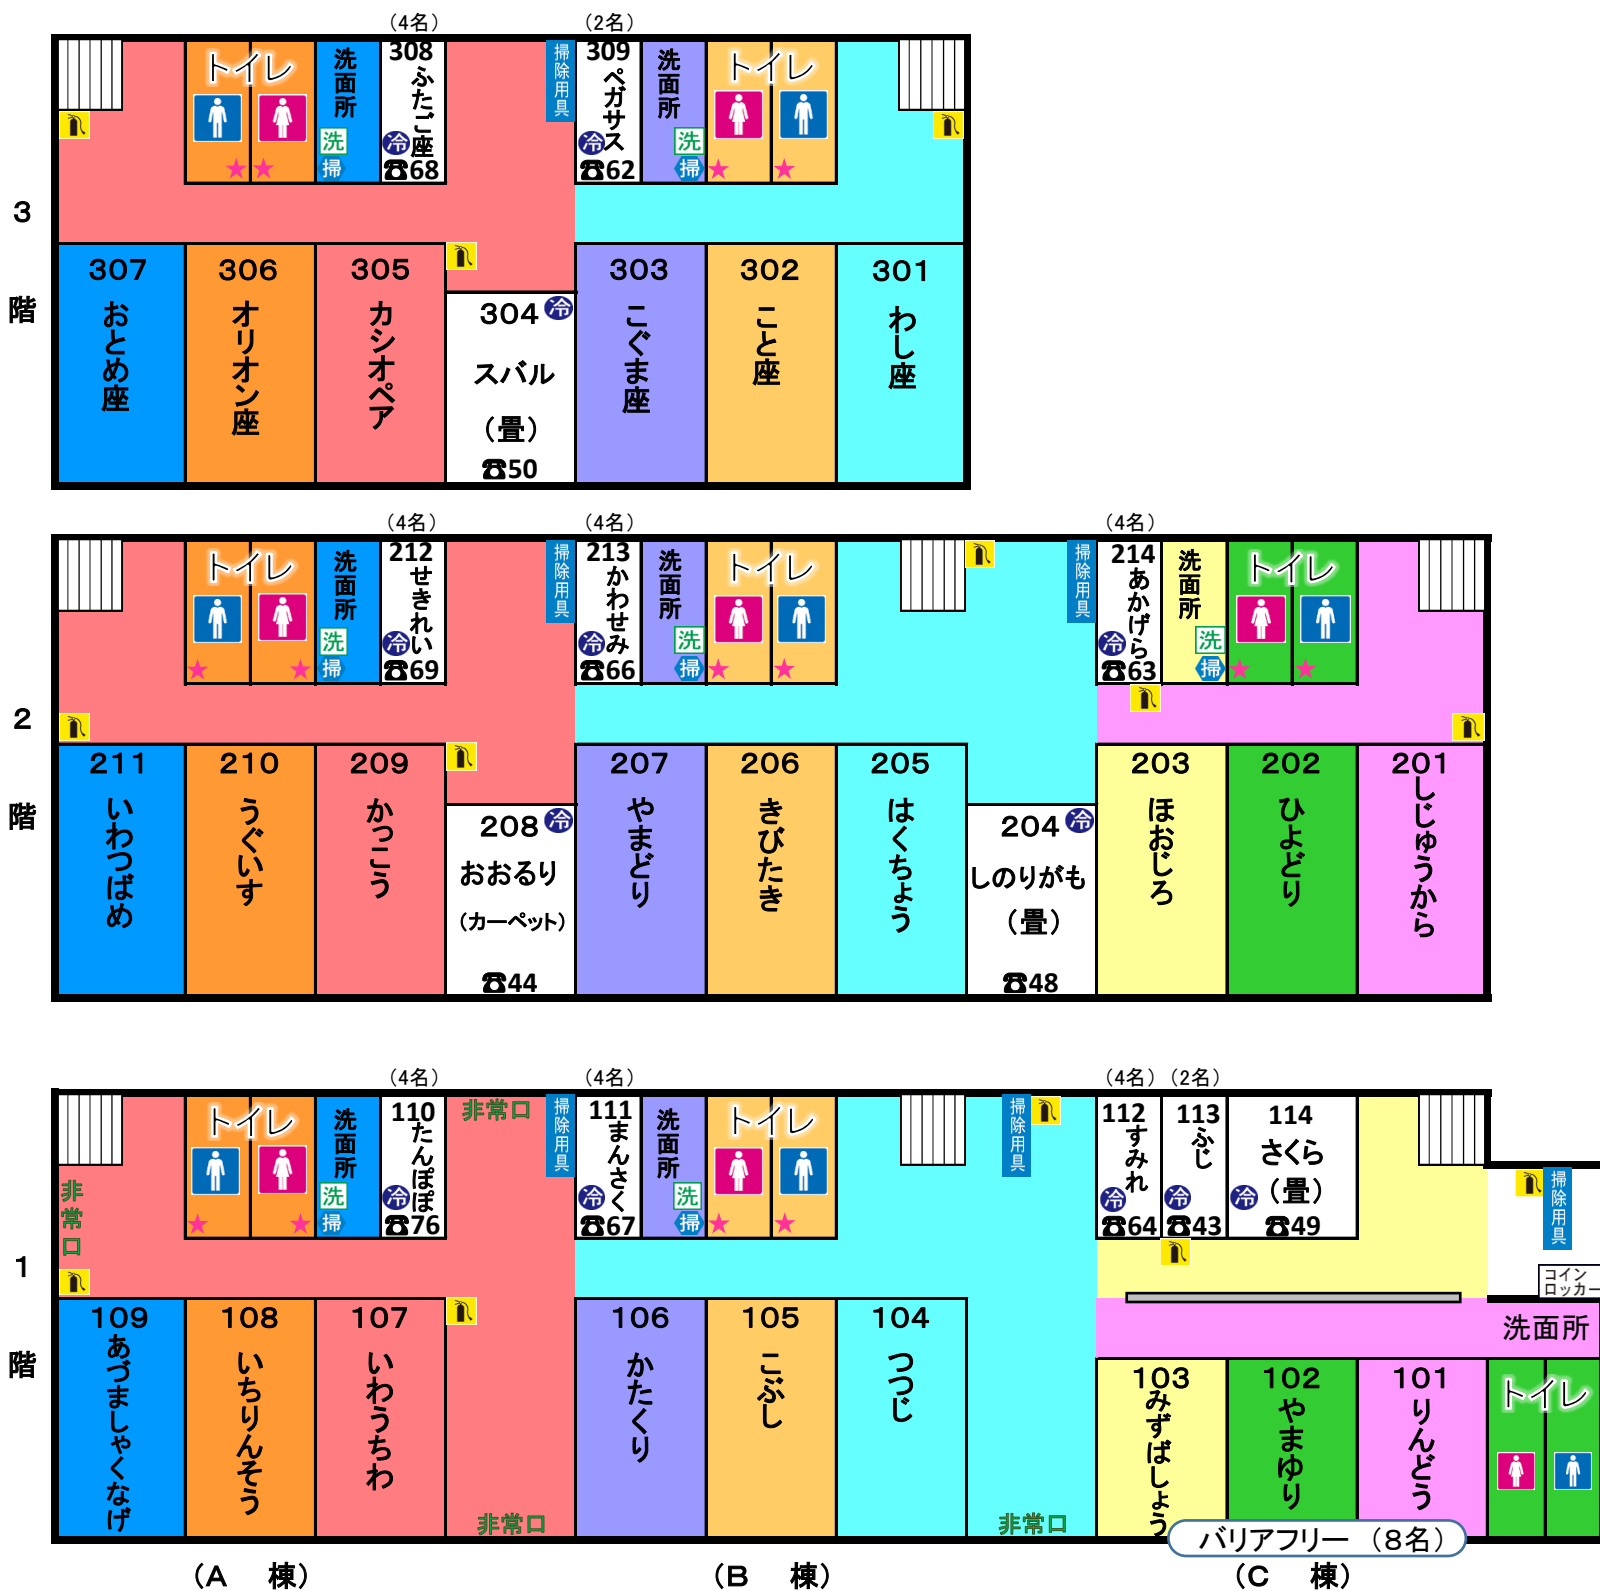 (4名)
(2名)
トイレ
洗面所
洗
掃
308
ふたご座
冷
☎68
掃除用具
309
ペガサス
冷
☎62
洗面所
洗
掃
トイレ
3階
307
おとめ座
306
オリオン座
305
カシオペア
304
冷
スバル
(畳)
☎50
303
こぐま座
302
こと座
301
わし座
(4名)
(4名)
(4名)
トイレ
洗面所
洗
掃
212
せきれい
冷
☎69
掃除用具
213
かわせみ
冷
☎66
洗面所
洗
掃
トイレ
掃除用具
214
あかげら
冷
☎63
洗面所
洗
掃
トイレ
2階
211
いわつばめ
210
うぐいす
209
かっこう
208
冷
おおるり
(カーペット)
☎44
207
やまどり
206
きびたき
205
はくちょう
204
冷
しのりがも
(畳)
☎48
203
ほおじろ
202
ひよどり
201
しじゅうから
(4名)
(4名)
(4名)
(2名)
非常口
トイレ
洗面所
洗
掃
110
たんぽぽ
冷
☎76
非常口
掃除用具
111
まんさく
冷
☎67
洗面所
洗
掃
トイレ
掃除用具
112
すみれ
冷
☎64
113
ふじ
冷
☎43
114
さくら
(畳)
冷
☎49
掃除用具
コイン
ロッカー
洗面所
1階
109
あづましゃくなげ
108
いちりんそう
107
いわうちわ
非常口
106
かたくり
105
こぶし
104
つつじ
非常口
103
みずばしょう
102
やまゆり
101
りんどう
トイレ
バリアフリー (8名)
(A 棟)
(B 棟)
(C 棟)